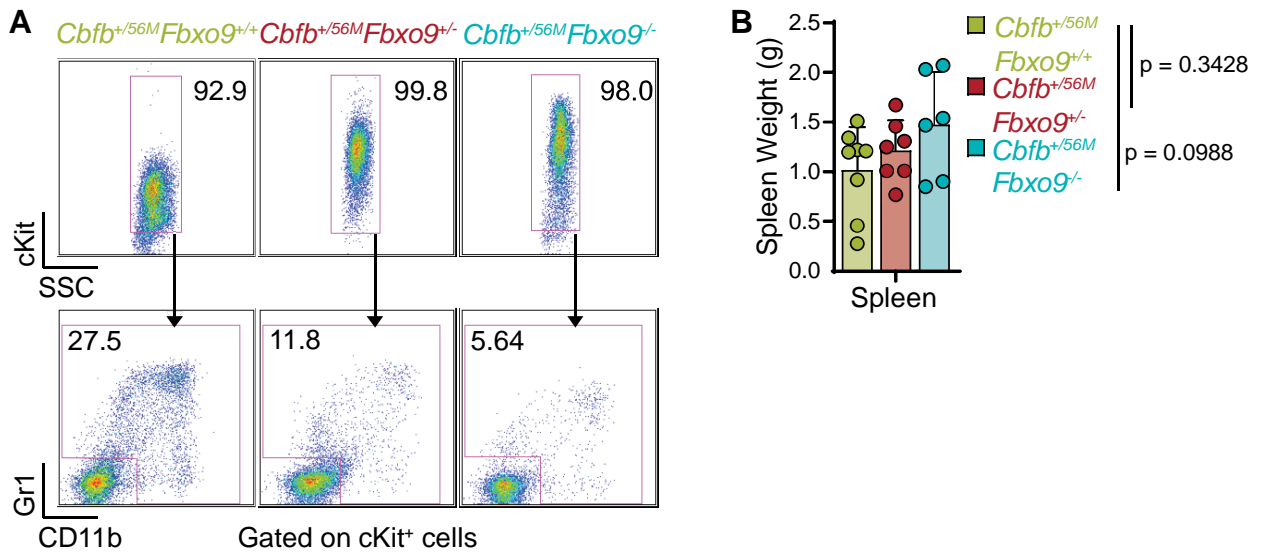 A
Cbfb+/56MFbxo9+/+ Cbfb+/56MFbxo9+/- Cbfb+/56MFbxo9-/-
92.9
99.8
98.0
cKit
SSC
27.5
11.8
5.64
Gr1
CD11b
Gated on cKit+ cells
B
Spleen Weight (g)
2.5
2.0
1.5
1.0
0.5
0.0
Spleen
Cbfb+/56M
Fbxo9+/+
Cbfb+/56M
Fbxo9+/-
Cbfb+/56M
Fbxo9-/-
p = 0.3428
p = 0.0988